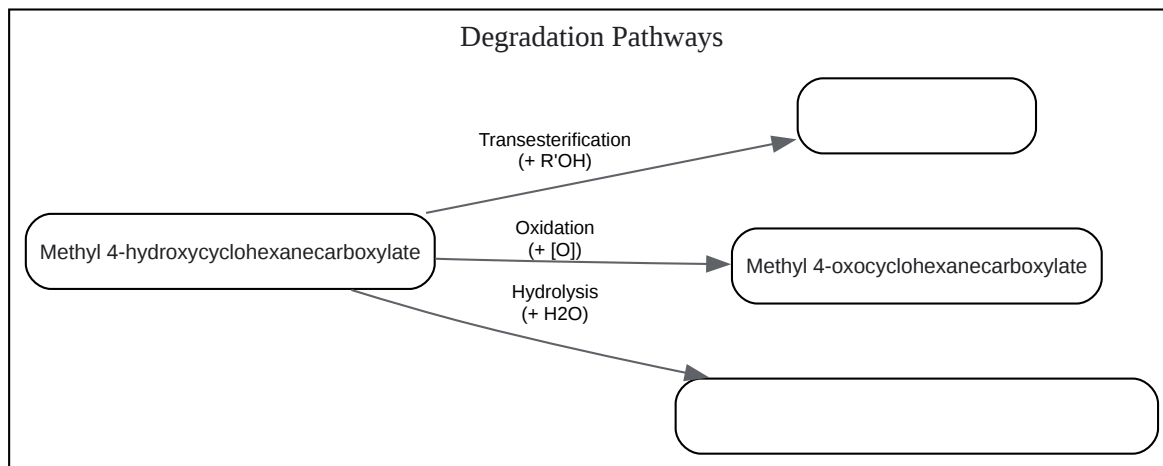 Degradation Pathways
Transesterification
(+ R'OH)
Methyl 4-hydroxycyclohexanecarboxylate
Oxidation
(+ [O])
Methyl 4-oxocyclohexanecarboxylate
Hydrolysis
(+ H2O)